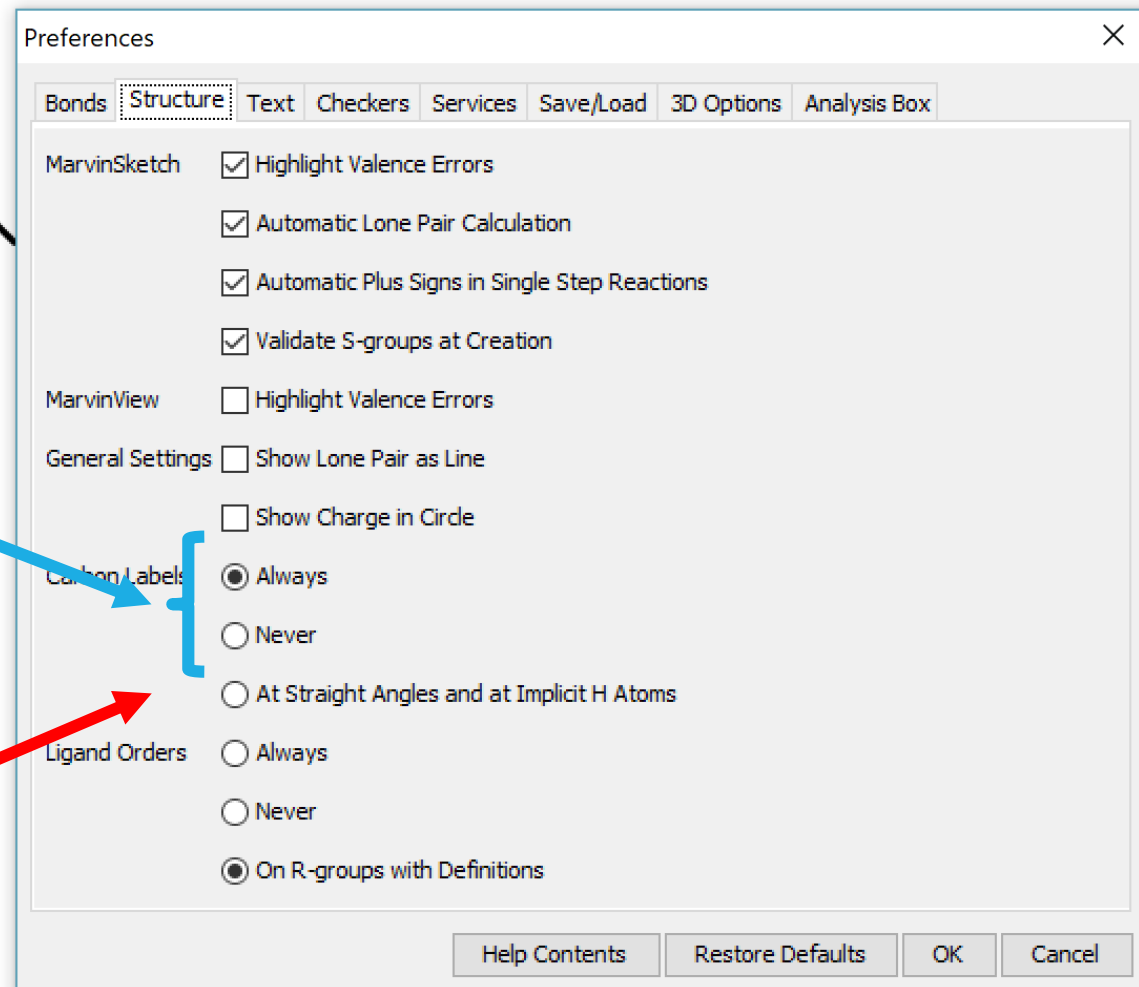 Preferences
Bonds Structure Text Checkers Services Save/Load 3D Options Analysis Box
MarvinSketch Highlight Valence Errors
Automatic Lone Pair Calculation
Automatic Plus Signs in Single Step Reactions
Validate S-groups at Creation
MarvinView Highlight Valence Errors
General Settings Show Lone Pair as Line
Show Charge in Circle
Carbon Labels Always
Never
At Straight Angles and at Implicit H Atoms
Ligand Orders Always
Never
On R-groups with Definitions
Help Contents Restore Defaults OK Cancel